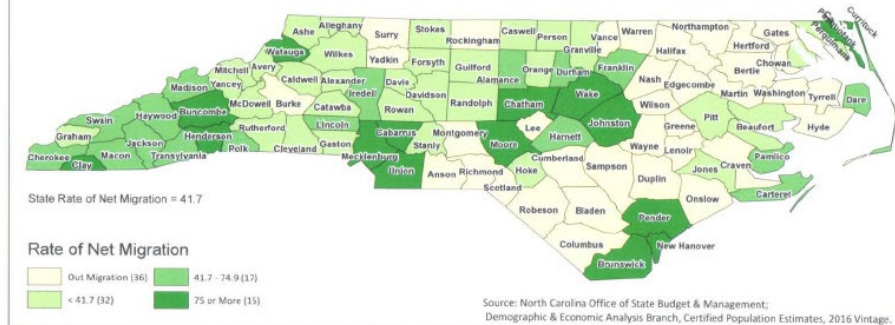 Currituck
Camden
Pasquotank
Perquimans
Ashe Alleghany Surry Stokes Rockingham Caswell Person Vance Warren Northampton Gates
Watauga Wilkes Yadkin Forsyth Guilford Alamance Orange Durham Granville Franklin Halifax Hertford Chowan
Mitchell Avery Caldwell Alexander Iredell Davie Davidson Randolph Chatham Wake Nash Edgecombe Bertie
Madison Yancey McDowell Burke Catawba Rowan Johnston Wilson Martin Washington Tyrrell Dare
Swain Haywood Buncombe Rutherford Lincoln Cabarrus Montgomery Moore Lee Harnett Wayne Greene Pitt Beaufort Hyde
Graham Jackson Henderson Polk Cleveland Gaston Stanly Cumberland Lenoir Craven Pamlico
Cherokee Clay Macon Transylvania Mecklenburg Union Anson Richmond Hoke Sampson Duplin Jones Carteret
Scotland Robeson Bladen Onslow
Columbus Pender New Hanover
Brunswick
State Rate of Net Migration = 41.7
Rate of Net Migration
Out Migration (36)
41.7 - 74.9 (17)
< 41.7 (32)
75 or More (15)
Source: North Carolina Office of State Budget & Management;
Demographic & Economic Analysis Branch, Certified Population Estimates, 2016 Vintage.